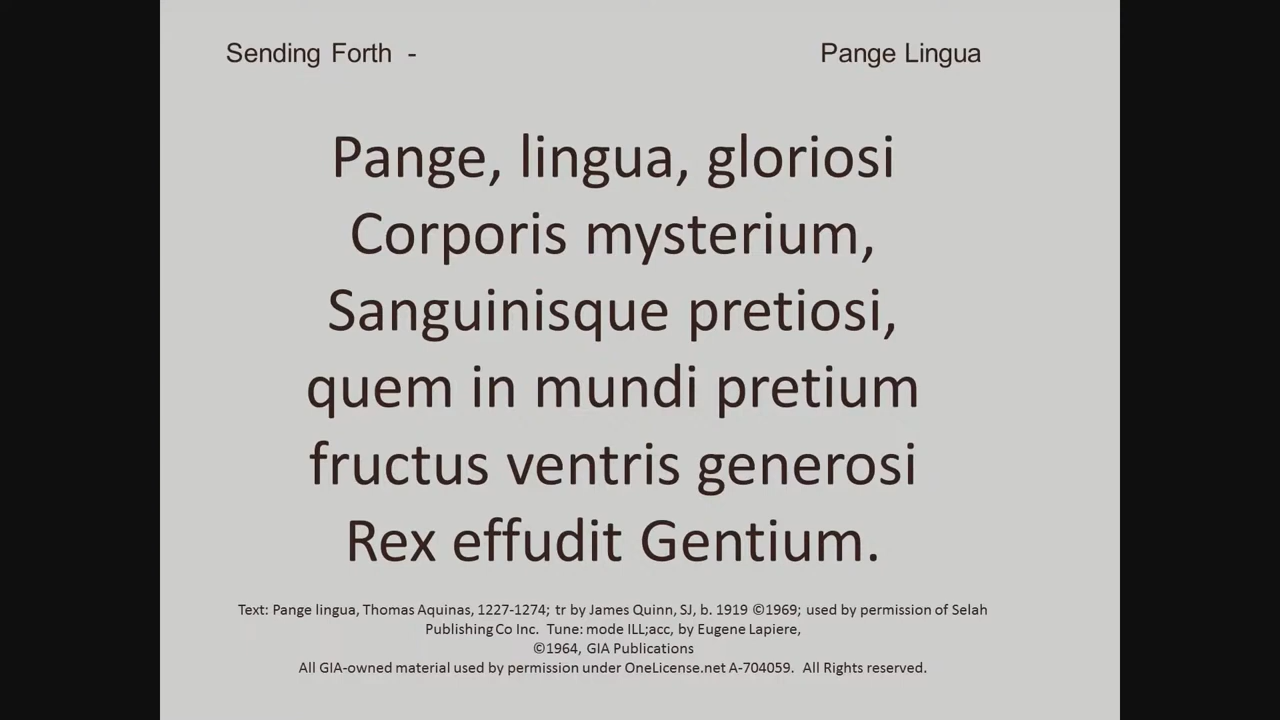 Sending Forth - Pange Lingua
Pange, lingua, gloriosi
Corporis mysterium,
Sanguinisque pretiosi,
quem in mundi pretium
fructus ventris generosi
Rex effudit Gentium.
Text: Pange lingua, Thomas Aquinas, 1227-1274; tr by James Quinn, SJ, b. 1919 ©1969; used by permission of Selah
Publishing Co Inc. Tune: mode ILL;acc, by Eugene Lapiere,
©1964, GIA Publications
All GIA-owned material used by permission under OneLicense.net A-704059. All Rights reserved.